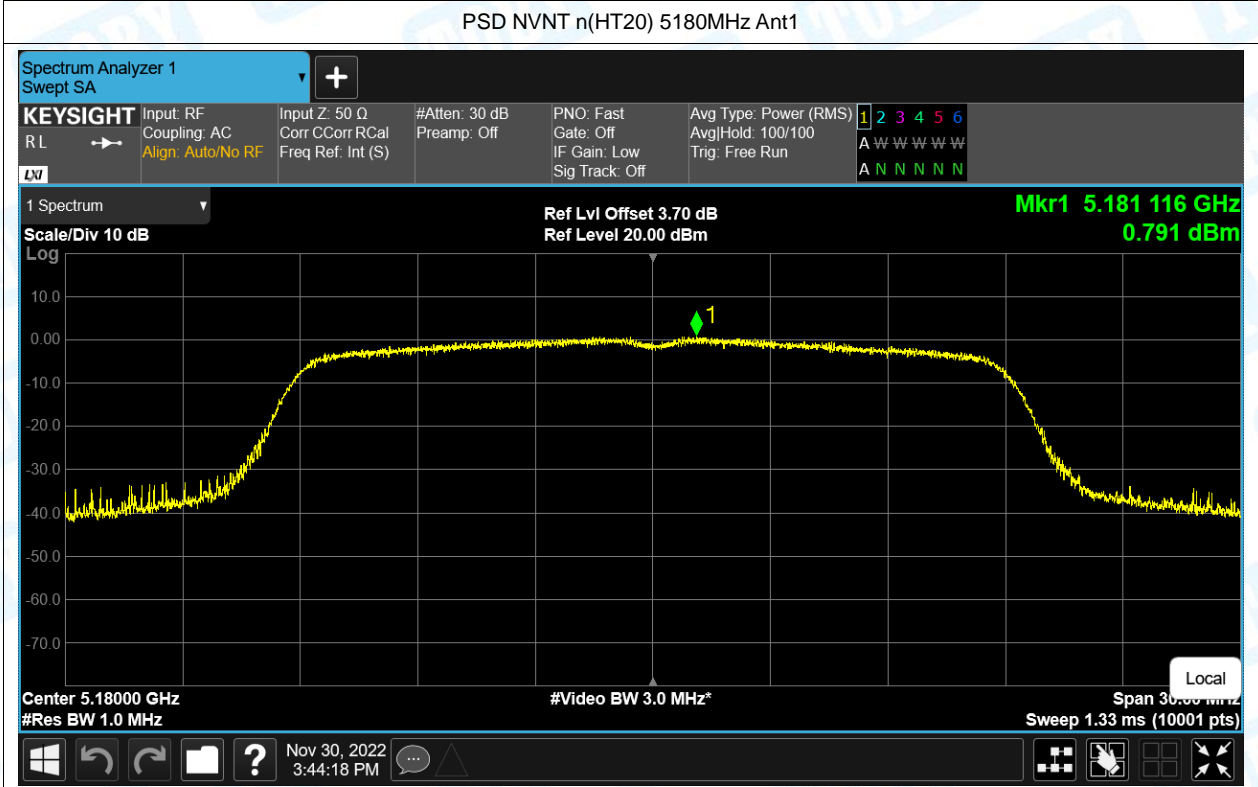 PSD NVNT n(HT20) 5180MHz Ant1
Spectrum Analyzer 1
Swept SA
KEYSIGHT
R L
LXI
Input: RF
Coupling: AC
Align: Auto/No RF
Input Z: 50 Ω
Corr CCorr RCal
Freq Ref: Int (S)
#Atten: 30 dB
Preamp: Off
PNO: Fast
Gate: Off
IF Gain: Low
Sig Track: Off
Avg Type: Power (RMS)
Avg|Hold: 100/100
Trig: Free Run
1 2 3 4 5 6
A W W W W W
A N N N N N
1 Spectrum
Scale/Div 10 dB
Ref Lvl Offset 3.70 dB
Ref Level 20.00 dBm
Mkr1 5.181 116 GHz
0.791 dBm
Log
10.0
0.00
-10.0
-20.0
-30.0
-40.0
-50.0
-60.0
-70.0
1
Local
Center 5.18000 GHz
#Video BW 3.0 MHz*
Span 30.00 MHz
#Res BW 1.0 MHz
Sweep 1.33 ms (10001 pts)
Nov 30, 2022
3:44:18 PM